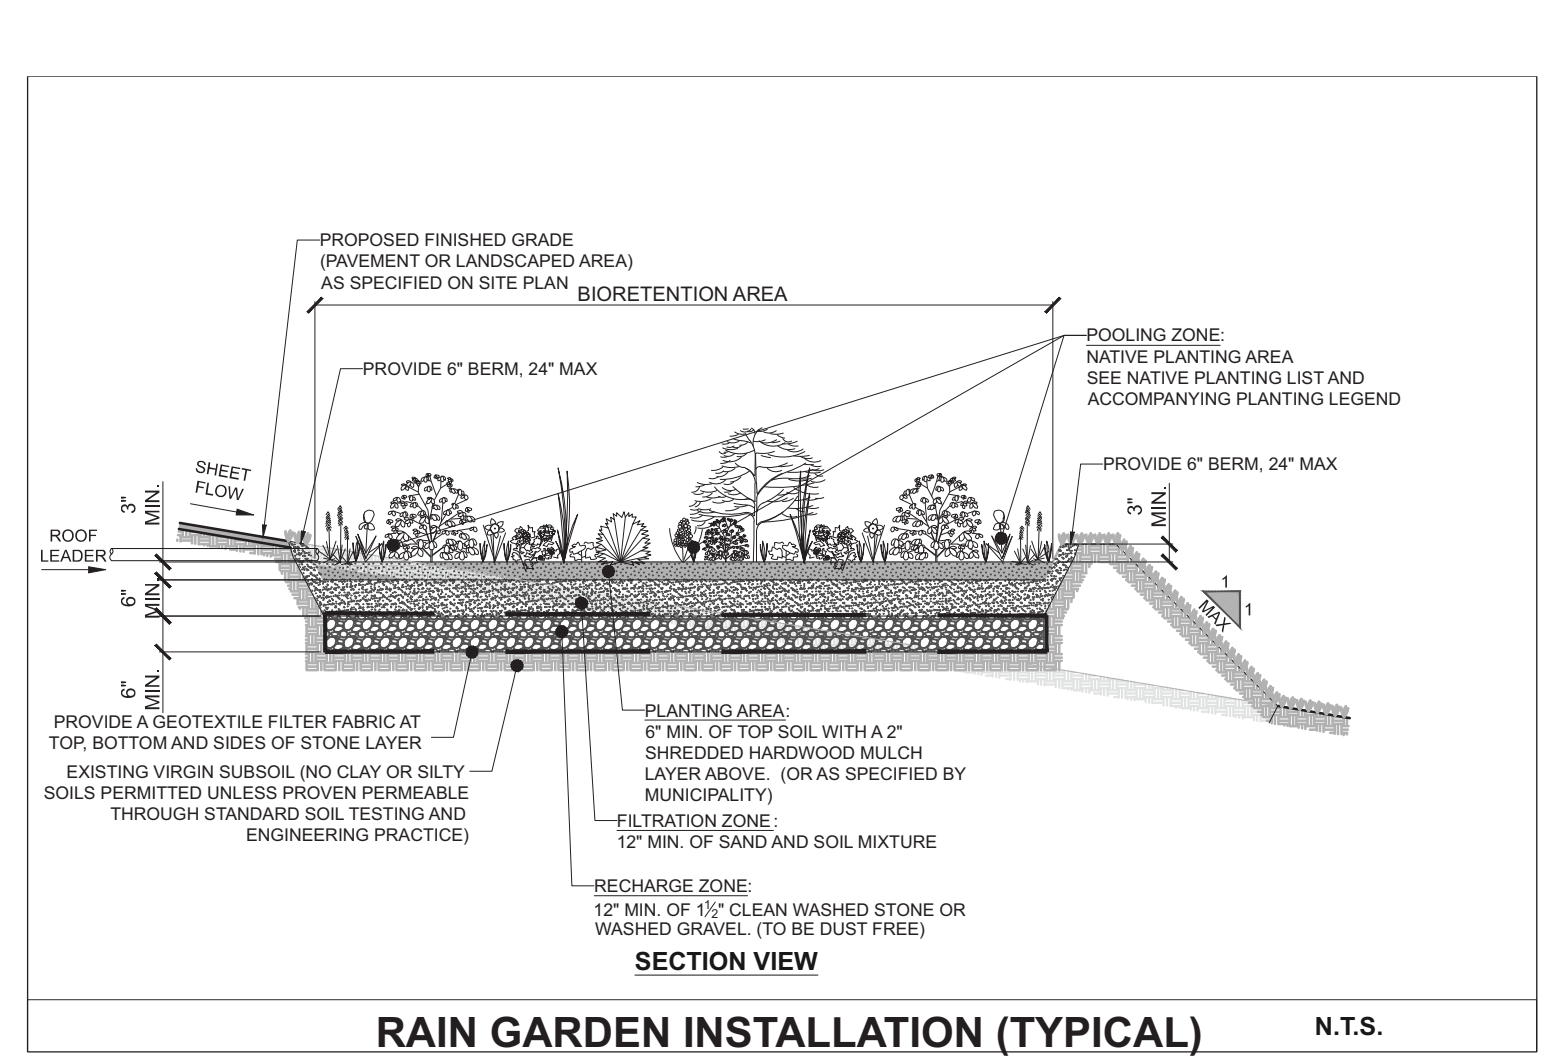 PROPOSED FINISHED GRADE
(PAVEMENT OR LANDSCAPED AREA)
AS SPECIFIED ON SITE PLAN
BIORETENTION AREA
POOLING ZONE:
NATIVE PLANTING AREA
SEE NATIVE PLANTING LIST AND
ACCOMPANYING PLANTING LEGEND
PROVIDE 6" BERM, 24" MAX
PROVIDE 6" BERM, 24" MAX
SHEET
FLOW
3"
MIN.
3"
MIN.
ROOF
LEADER
6"
MIN.
1
1
MAX
6"
MIN.
PROVIDE A GEOTEXTILE FILTER FABRIC AT
TOP, BOTTOM AND SIDES OF STONE LAYER
EXISTING VIRGIN SUBSOIL (NO CLAY OR SILTY
SOILS PERMITTED UNLESS PROVEN PERMEABLE
THROUGH STANDARD SOIL TESTING AND
ENGINEERING PRACTICE)
PLANTING AREA:
6" MIN. OF TOP SOIL WITH A 2"
SHREDDED HARDWOOD MULCH
LAYER ABOVE. (OR AS SPECIFIED BY
MUNICIPALITY)
FILTRATION ZONE:
12" MIN. OF SAND AND SOIL MIXTURE
RECHARGE ZONE:
12" MIN. OF 1½" CLEAN WASHED STONE OR
WASHED GRAVEL. (TO BE DUST FREE)
SECTION VIEW
RAIN GARDEN INSTALLATION (TYPICAL)
N.T.S.